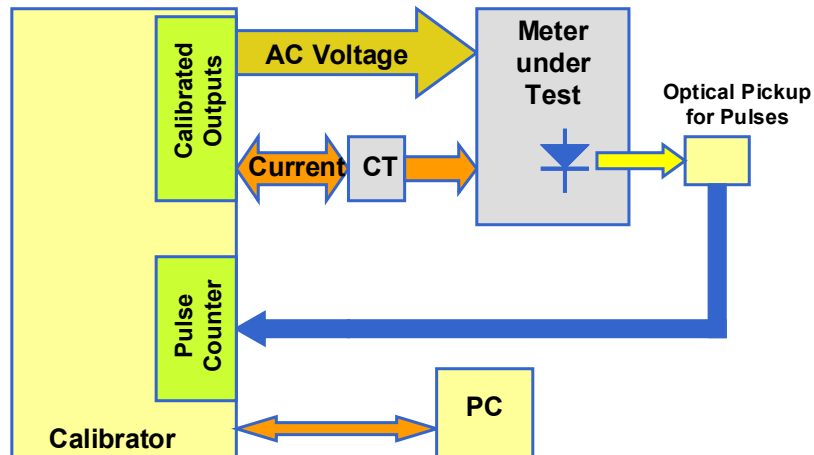 Calibrated
Outputs
AC Voltage
Meter
under
Test
Optical Pickup
for Pulses
Current
CT
Pulse
Counter
PC
Calibrator